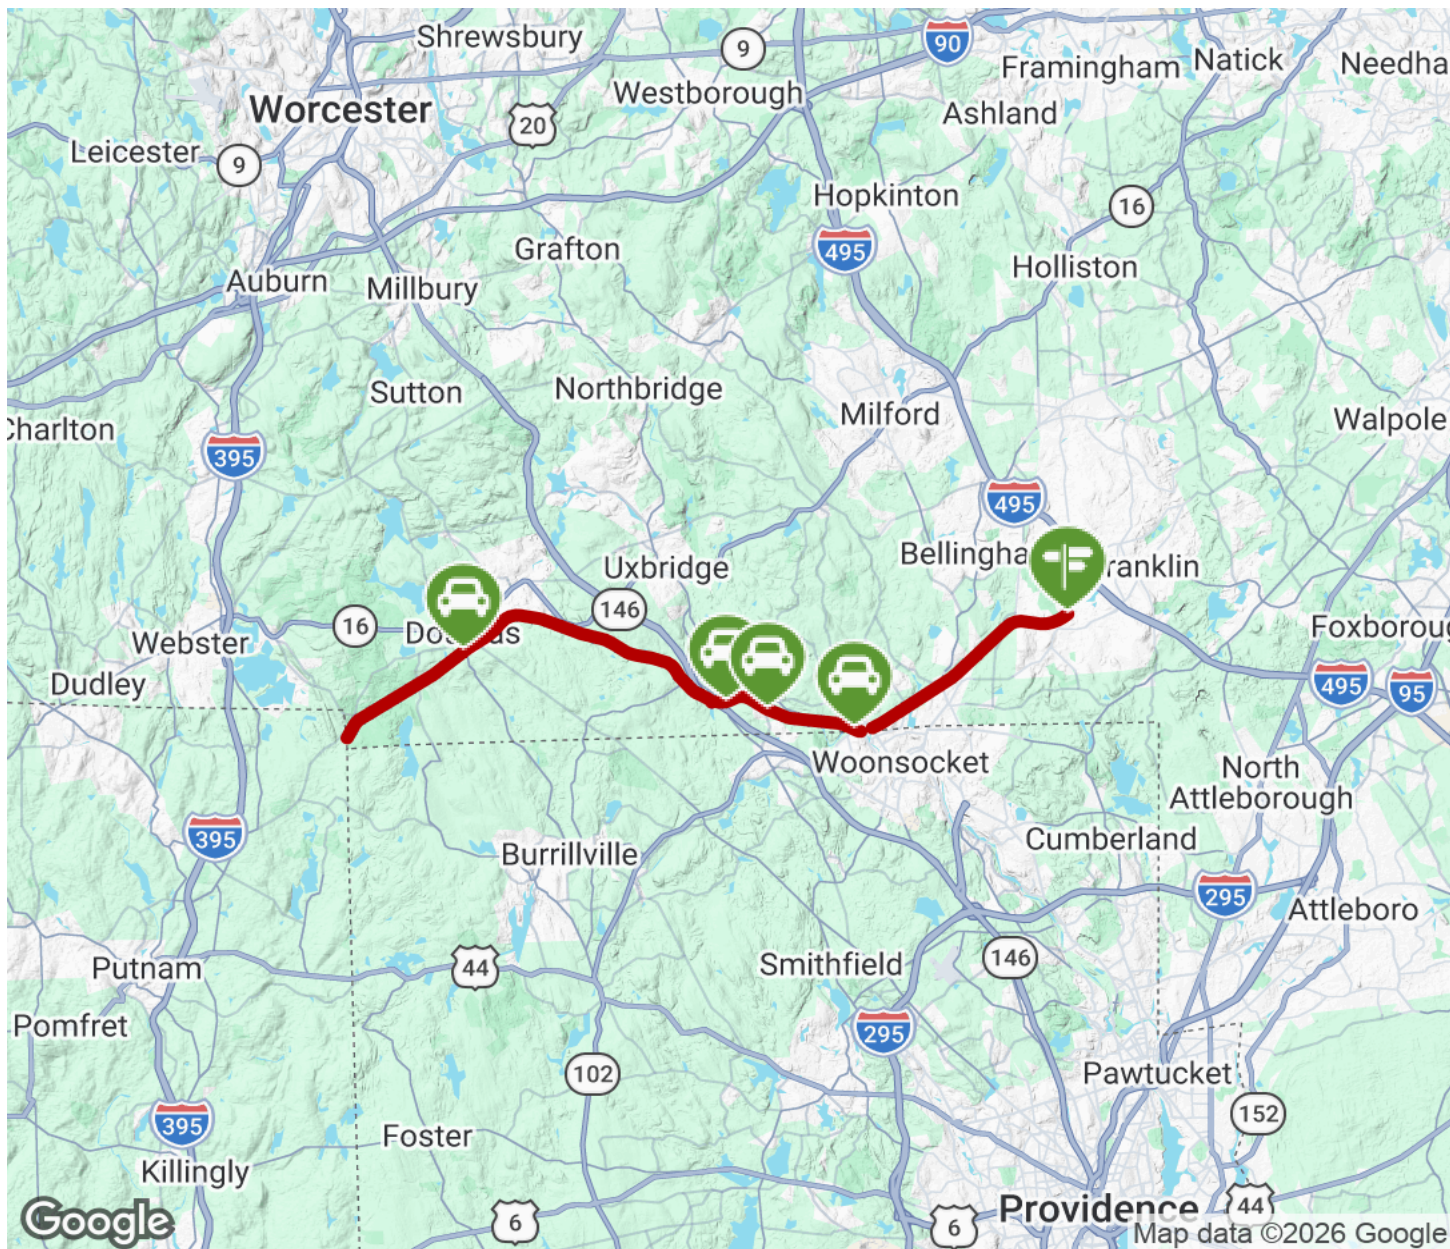 Shrewsbury
9
90
Natick
Needha
Framingham
Westborough
Worcester
20
Ashland
Leicester
9
Hopkinton
16
495
Grafton
Holliston
Auburn
Millbury
Sutton
Northbridge
Milford
Walpole
Charlton
395
495
Uxbridge
Bellingha
ranklin
146
16
Webster
Foxboroug
Dudley
495
95
Woonsocket
North
Attleborough
395
Burrillville
Cumberland
295
Attleboro
Putnam
44
Smithfield
146
Pomfret
295
102
Pawtucket
152
395
Foster
Killingly
Google
6
Providence
44
6
Map data ©2026 Google